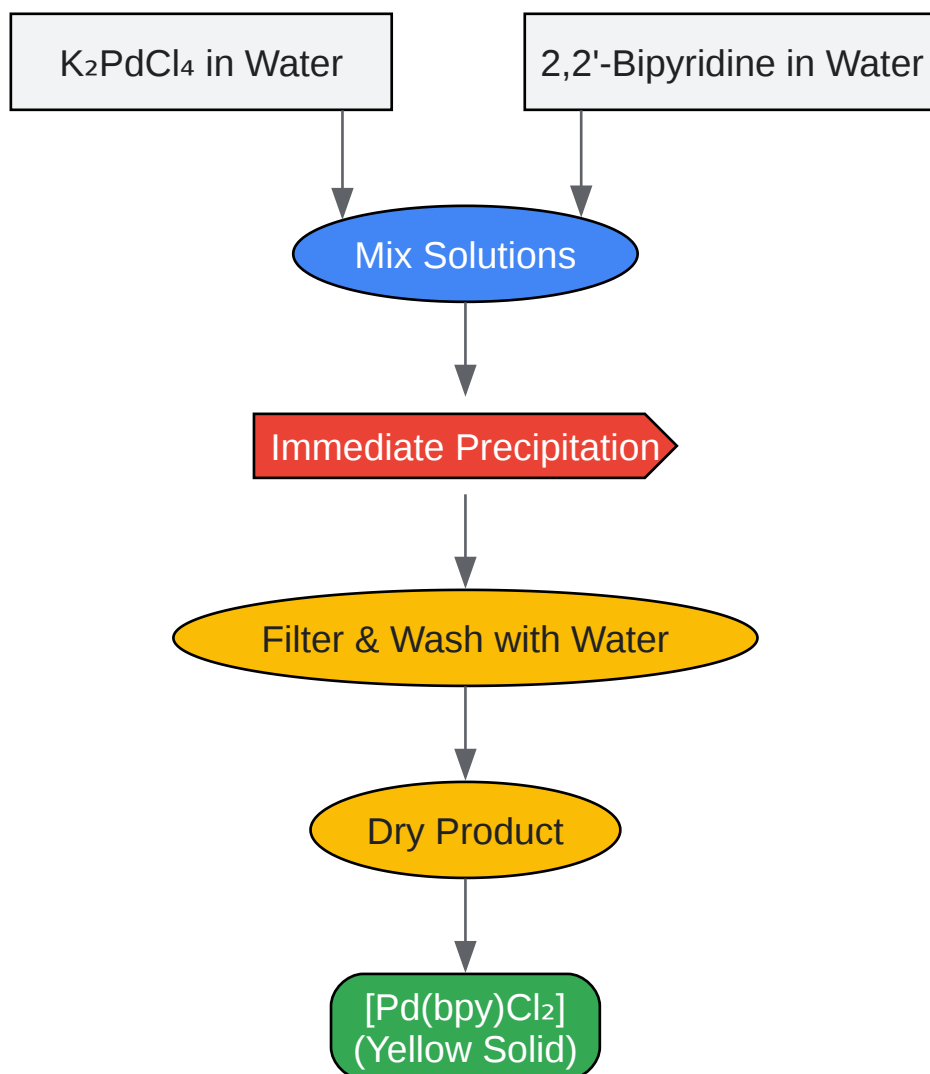 K₂PdCl₄ in Water
2,2'-Bipyridine in Water
Mix Solutions
Immediate Precipitation
Filter & Wash with Water
Dry Product
[Pd(bpy)Cl₂]
(Yellow Solid)